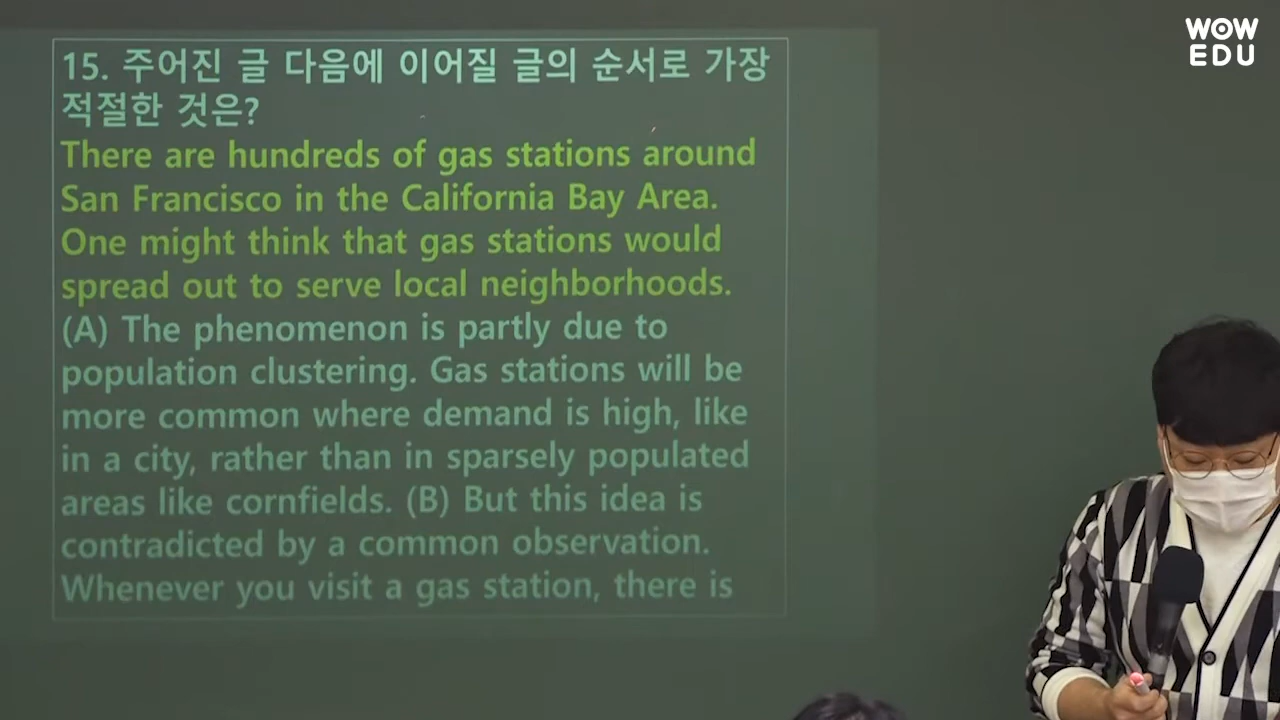 WOW
EDU
15. 주어진 글 다음에 이어질 글의 순서로 가장
적절한 것은?
There are hundreds of gas stations around
San Francisco in the California Bay Area.
One might think that gas stations would
spread out to serve local neighborhoods.
(A) The phenomenon is partly due to
population clustering. Gas stations will be
more common where demand is high, like
in a city, rather than in sparsely populated
areas like cornfields. (B) But this idea is
contradicted by a common observation.
Whenever you visit a gas station, there is